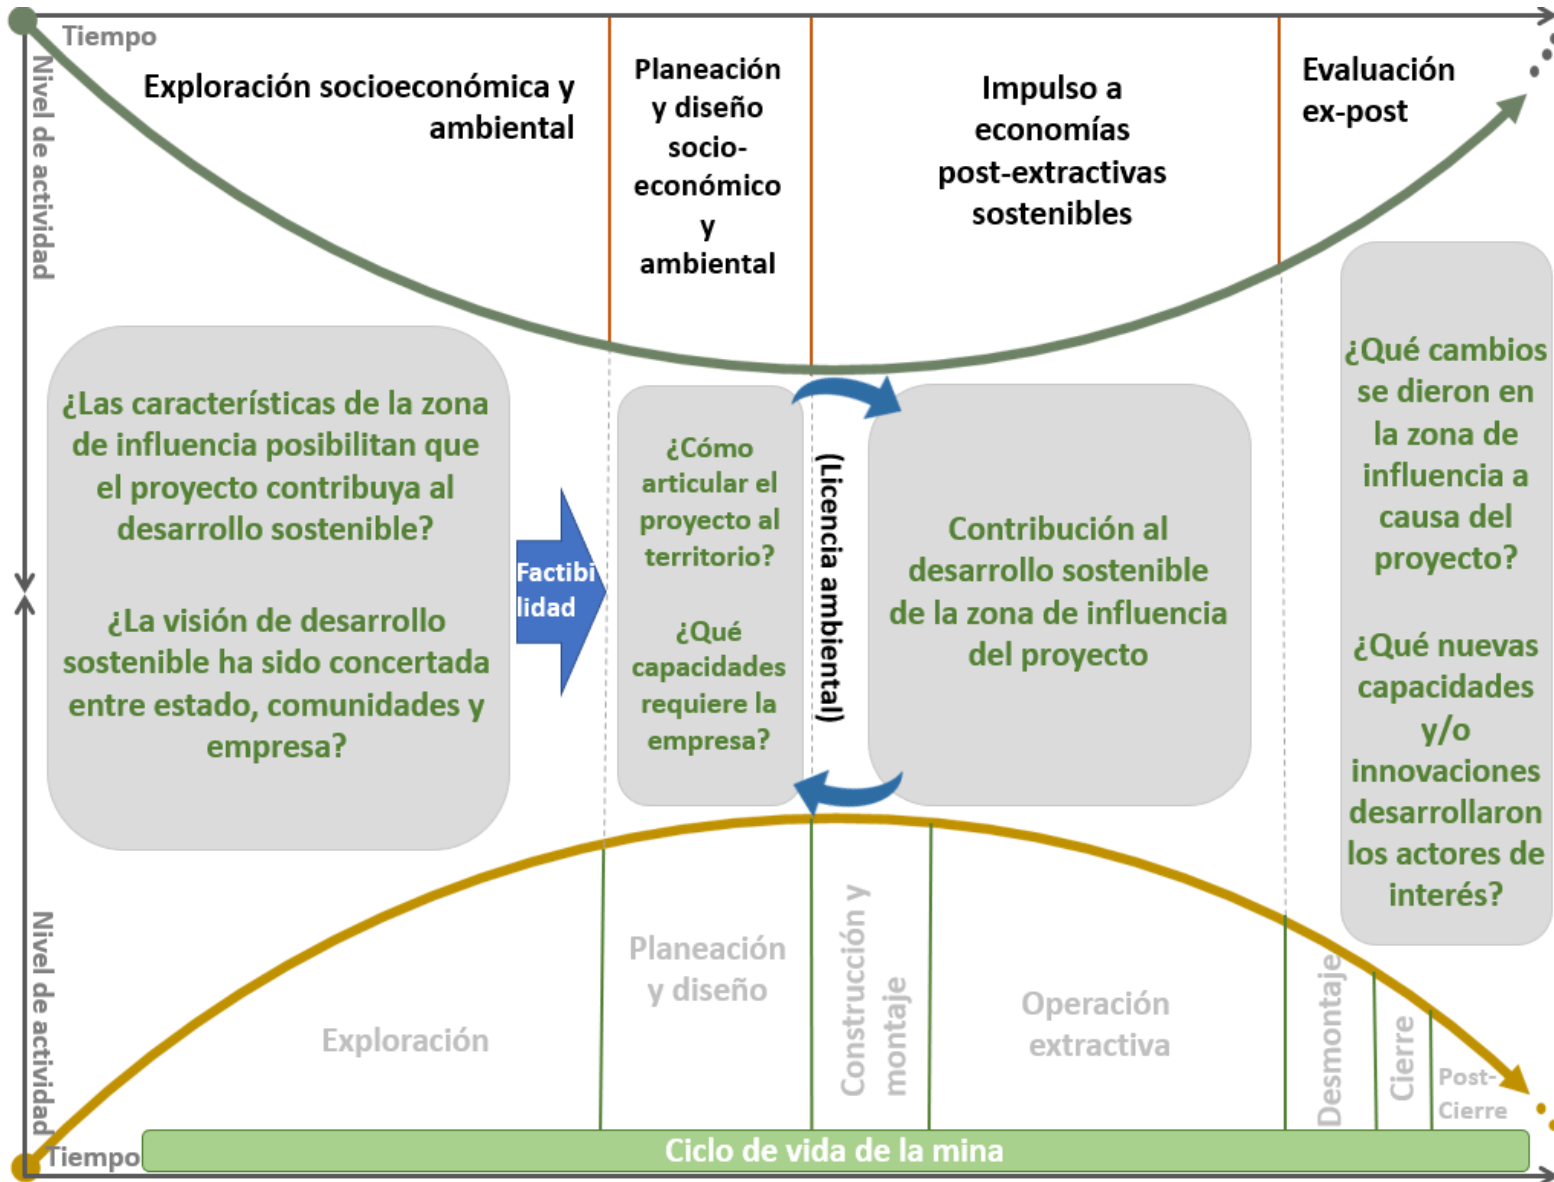 Tiempo
Nivel de actividad
Exploración socioeconómica y
ambiental
Planeación
y diseño
socio-
económico
y
ambiental
Impulso a
economías
post-extractivas
sostenibles
Evaluación
ex-post
¿Las características de la zona
de influencia posibilitan que
el proyecto contribuya al
desarrollo sostenible?
¿La visión de desarrollo
sostenible ha sido concertada
entre estado, comunidades y
empresa?
Factibi
lidad
¿Cómo
articular el
proyecto al
territorio?
¿Qué
capacidades
requiere la
empresa?
(Licencia ambiental)
Contribución al
desarrollo sostenible
de la zona de influencia
del proyecto
¿Qué cambios
se dieron en
la zona de
influencia a
causa del
proyecto?
¿Qué nuevas
capacidades
y/o
innovaciones
desarrollaron
los actores de
interés?
Nivel de actividad
Exploración
Planeación
y diseño
Construcción y
montaje
Operación
extractiva
Desmontaje
Cierre
Post-
Cierre
Tiempo
Ciclo de vida de la mina